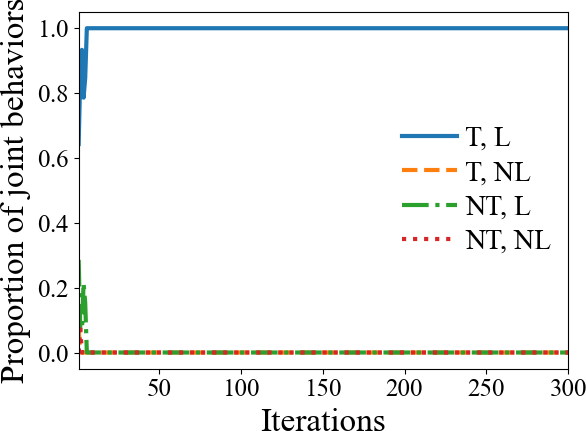 Proportion of joint behaviors
1.0
0.8
0.6
0.4
0.2
0.0
T, L
T, NL
NT, L
NT, NL
50 100 150 200 250 300
Iterations